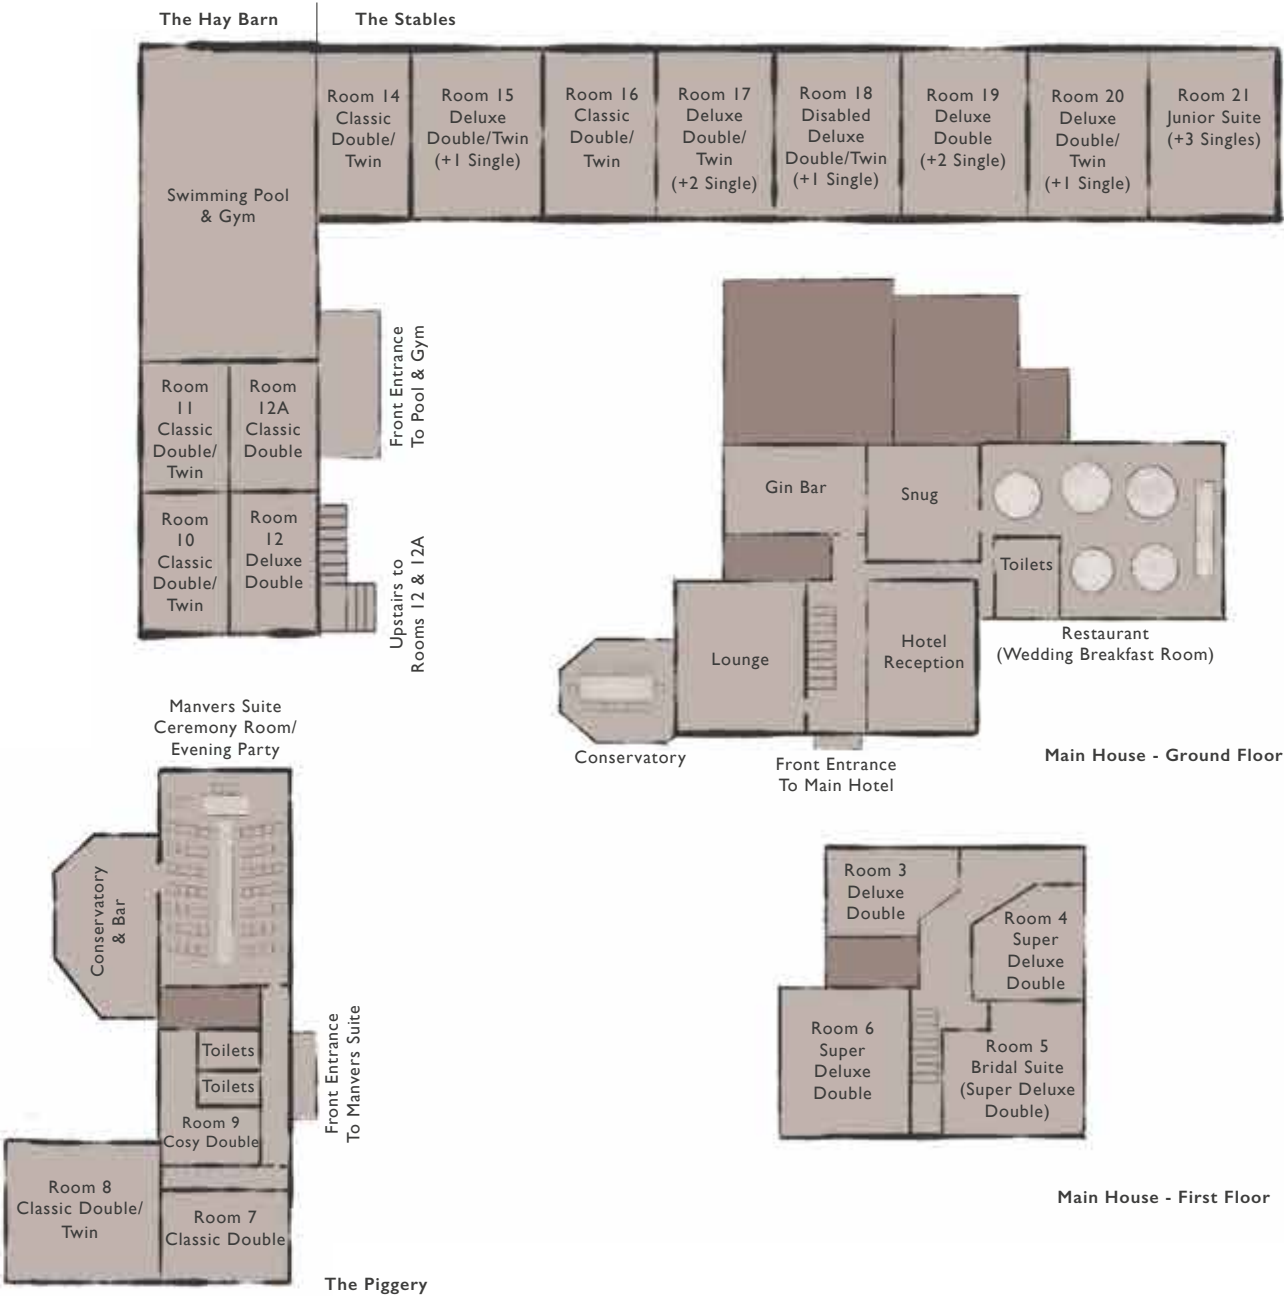 The Hay Barn
The Stables
Room 14
Classic
Double/
Twin
Room 15
Deluxe
Double/Twin
(+1 Single)
Room 16
Classic
Double/
Twin
Room 17
Deluxe
Double/
Twin
(+2 Single)
Room 18
Disabled
Deluxe
Double/Twin
(+1 Single)
Room 19
Deluxe
Double
(+2 Single)
Room 20
Deluxe
Double/
Twin
(+1 Single)
Room 21
Junior Suite
(+3 Singles)
Swimming Pool
& Gym
Front Entrance
To Pool & Gym
Room
11
Classic
Double/
Twin
Room
12A
Classic
Double
Room
10
Classic
Double/
Twin
Room
12
Deluxe
Double
Upstairs to
Rooms 12 & 12A
Gin Bar
Snug
Toilets
Lounge
Hotel
Reception
Restaurant
(Wedding Breakfast Room)
Conservatory
Front Entrance
To Main Hotel
Main House - Ground Floor
Manvers Suite
Ceremony Room/
Evening Party
Conservatory
& Bar
Toilets
Toilets
Front Entrance
To Manvers Suite
Room 9
Cosy Double
Room 8
Classic Double/
Twin
Room 7
Classic Double
The Piggery
Room 3
Deluxe
Double
Room 4
Super
Deluxe
Double
Room 6
Super
Deluxe
Double
Room 5
Bridal Suite
(Super Deluxe
Double)
Main House - First Floor